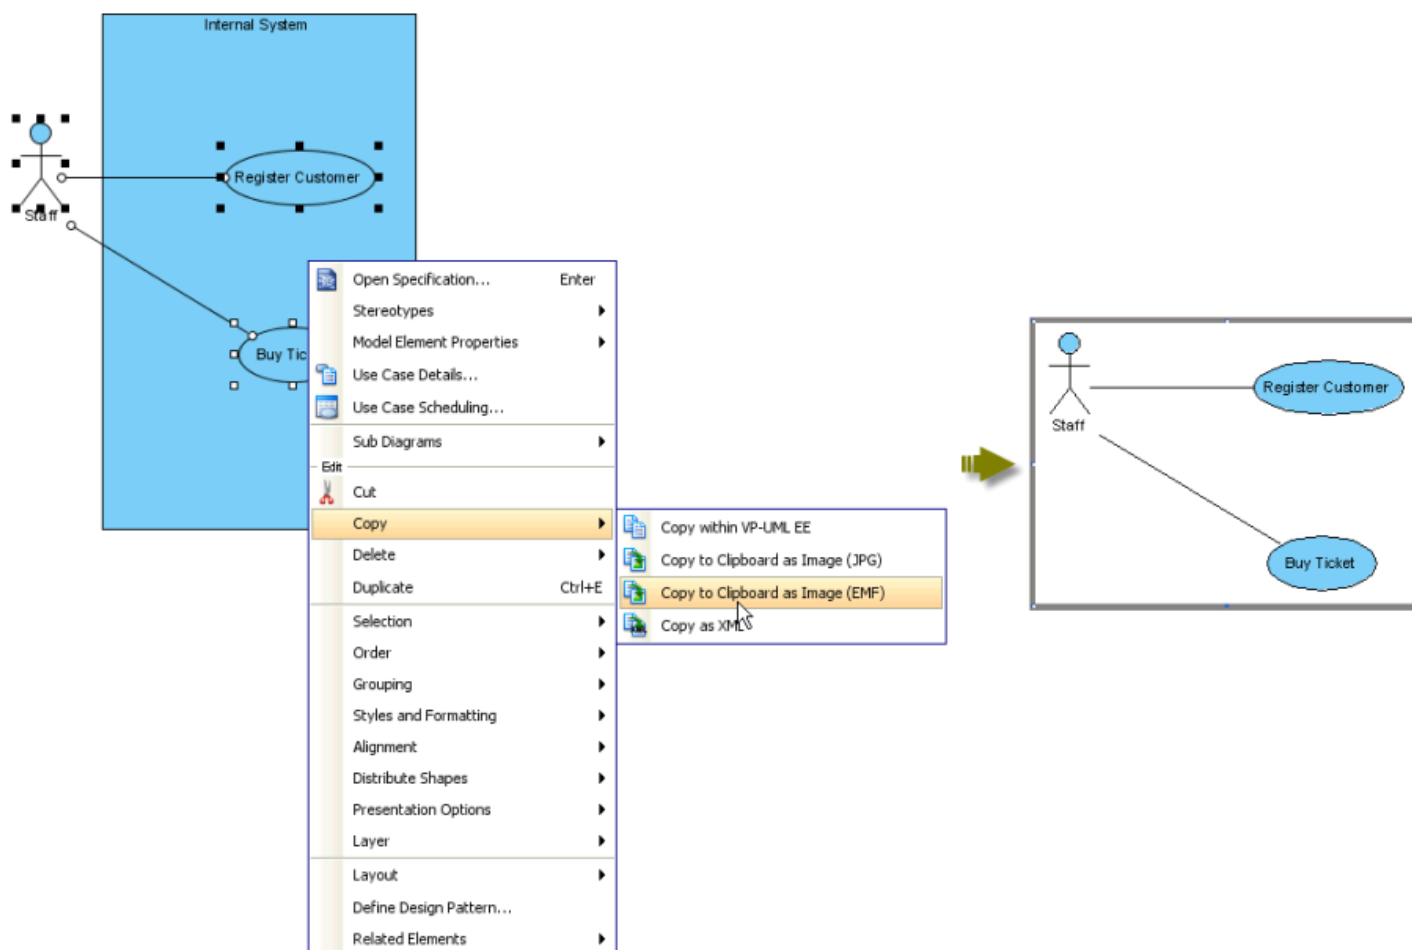 Internal System
Register Customer
Staff
Buy Tic
Open Specification... Enter
Stereotypes
Model Element Properties
Use Case Details...
Use Case Scheduling...
Sub Diagrams
Edit
Cut
Copy
Delete
Duplicate Ctrl+E
Selection
Order
Grouping
Styles and Formatting
Alignment
Distribute Shapes
Presentation Options
Layer
Layout
Define Design Pattern...
Related Elements
Copy within VP-UML EE
Copy to Clipboard as Image (JPG)
Copy to Clipboard as Image (EMF)
Copy as XML
Register Customer
Staff
Buy Ticket